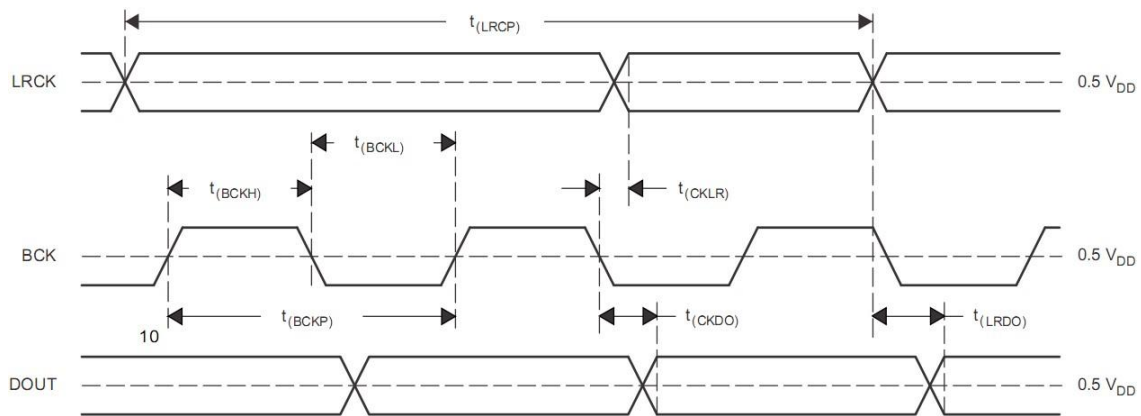 t(LRCP)
LRCK
0.5 VDD
t(BCKL)
t(BCKH)
t(CKLR)
BCK
0.5 VDD
t(BCKP)
t(CKDO)
t(LRDO)
10
DOUT
0.5 VDD